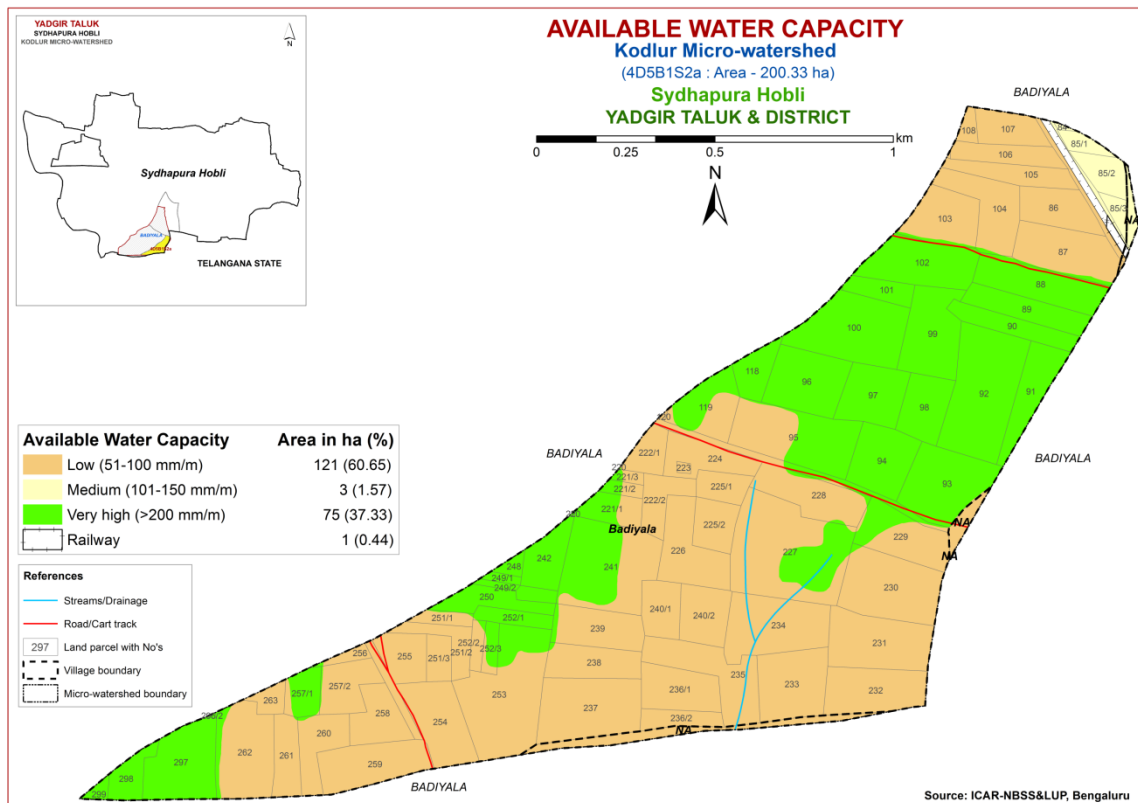 YADGIR TALUK
SYDHAPURA HOBLI
KODLUR MICRO-WATERSHED
N
Sydhapura Hobli
BADIYALA
4D5B1S2a
TELANGANA STATE
AVAILABLE WATER CAPACITY
Kodlur Micro-watershed
(4D5B1S2a : Area - 200.33 ha)
Sydhapura Hobli
YADGIR TALUK & DISTRICT
km
0 0.25 0.5 1
N
BADIYALA
108 107
85/1
106
85/2
105
85/3
104 86
103
NA
87
102
88
101
89
90
100 99
118 96 97 98 92 91
119
120
95
94
93
BADIYALA
BADIYALA
222/1 224
220 223
221/3
221/2 225/1 228
222/2
221/1
225/2
NA
NA
Badiyala
229
226 227
242 241
248
249/1
249/2
250
230
251/1 252/1 240/1 240/2
239 234
231
252/2
256 255 251/3 251/2 252/3
238
235 233 232
257/1 257/2
263 258 253 236/1
254 237
236/2
NA
262 261 260
259
297
298
299
BADIYALA
Available Water Capacity Area in ha (%)
Low (51-100 mm/m) 121 (60.65)
Medium (101-150 mm/m) 3 (1.57)
Very high (>200 mm/m) 75 (37.33)
Railway 1 (0.44)
References
Streams/Drainage
Road/Cart track
297 Land parcel with No's
Village boundary
Micro-watershed boundary
Source: ICAR-NBSS&LUP, Bengaluru